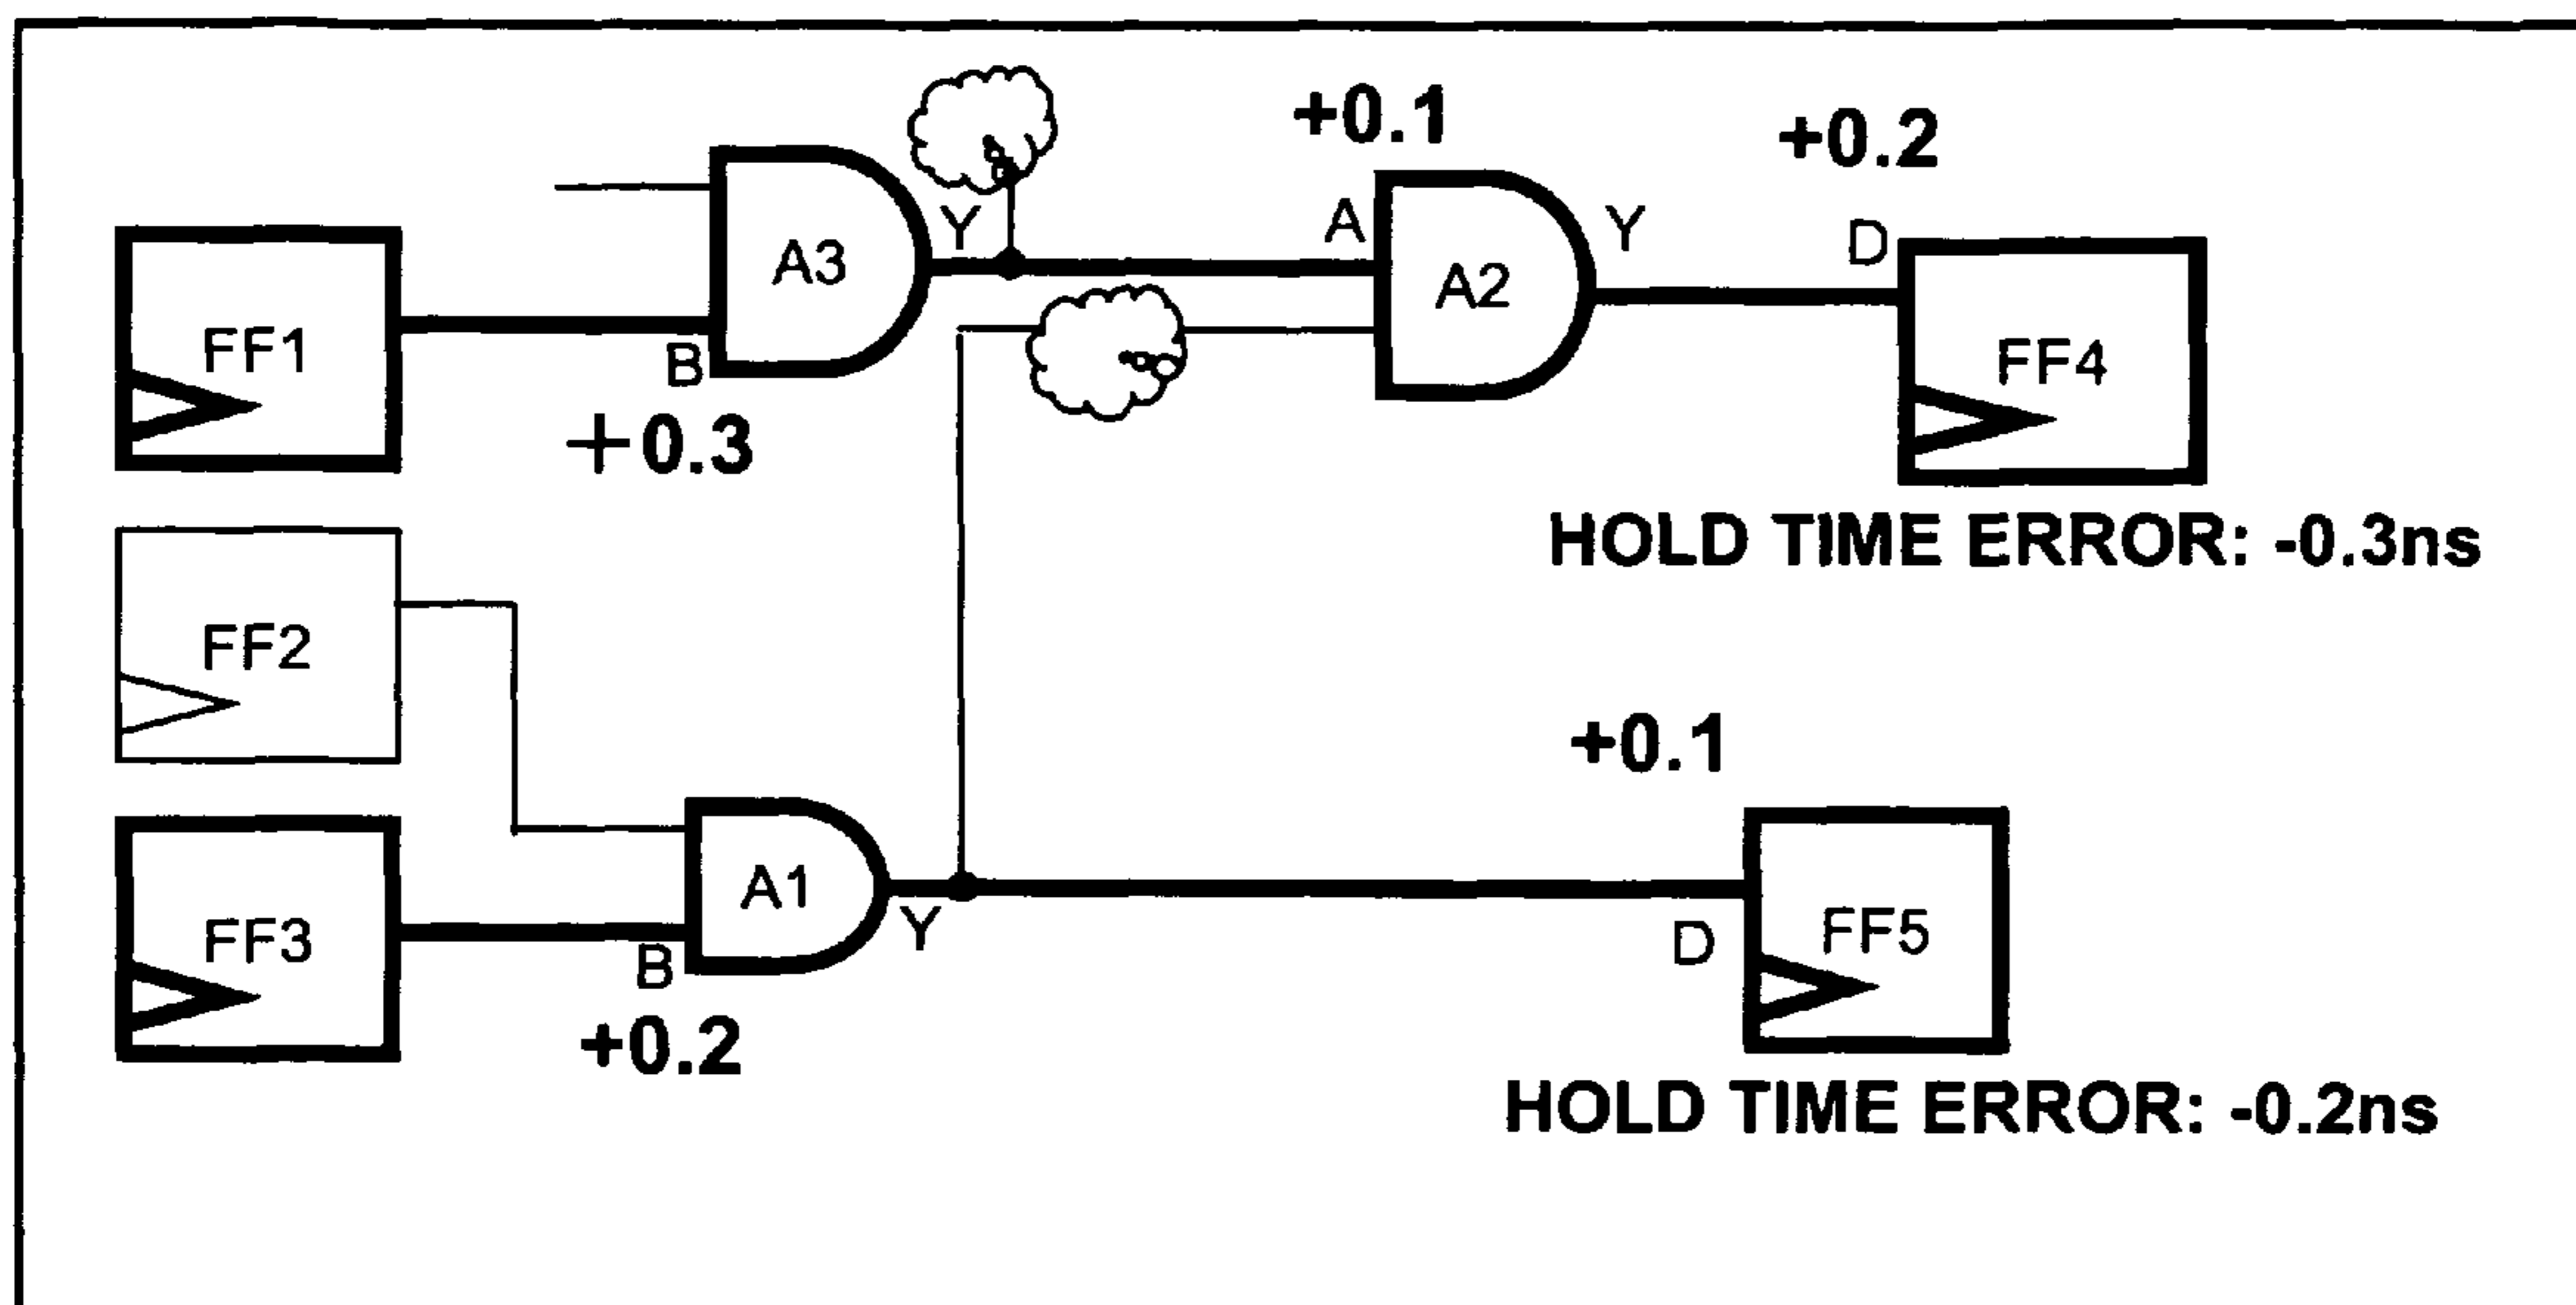 +0.1
+0.2
Y
A
Y
D
A3
A2
FF1
B
FF4
+0.3
HOLD TIME ERROR: -0.3ns
FF2
+0.1
A1
FF3
B
Y
D
FF5
+0.2
HOLD TIME ERROR: -0.2ns